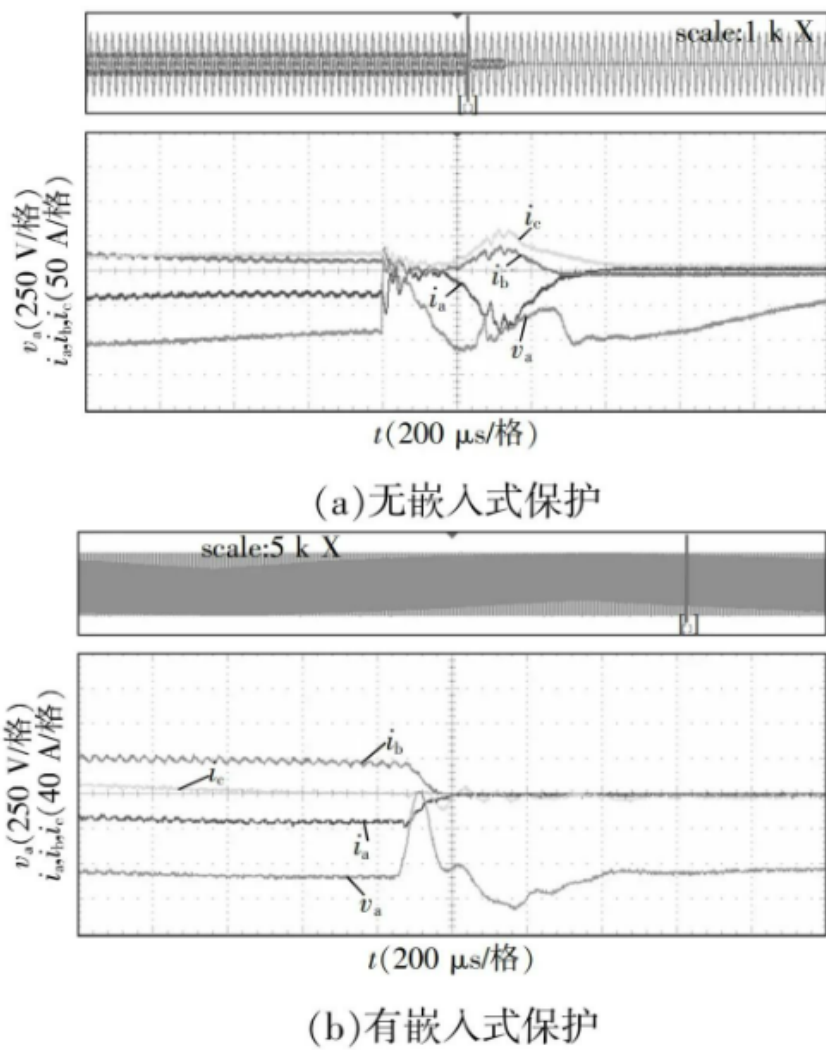 scale:1 k X
v_a(250 V/格)
i_a,i_b,i_c(50 A/格)
i_c
i_b
i_a
v_a
t(200 μs/格)
(a)无嵌入式保护
scale:5 k X
v_a(250 V/格)
i_a,i_b,i_c(40 A/格)
i_b
i_c
i_a
v_a
t(200 μs/格)
(b)有嵌入式保护